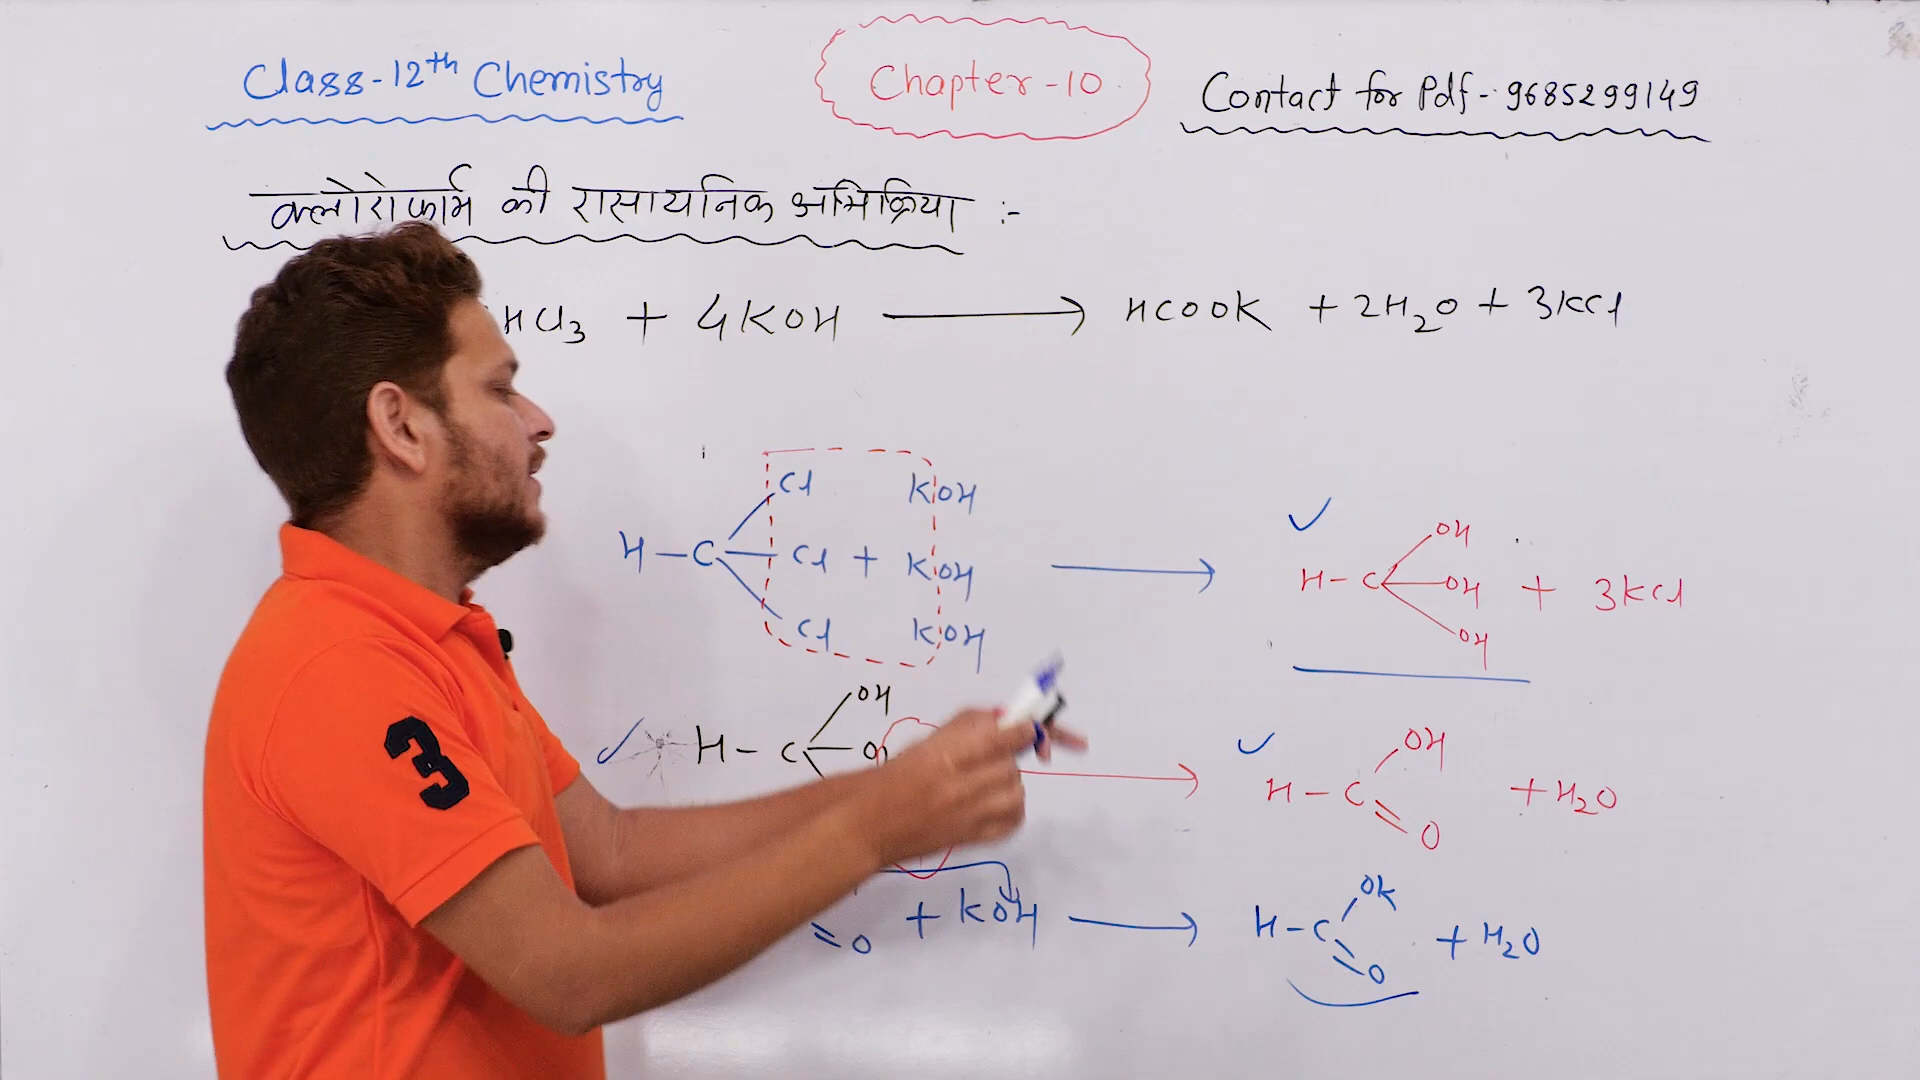 Class-12th Chemistry
Chapter-10
Contact for Pdf-9685299149
क्लोरोफार्म की रासायनिक अभिक्रिया :-
HCl3 + 4KOH → HCOOK + 2H2O + 3KCl
Cl KOH
H-C Cl + KOH → H-C OH + 3KCl
Cl KOH
OH
OH
OH
H-C
OH
H-C + H2O
O
3
O + KOH → H-C + H2O
OK
O